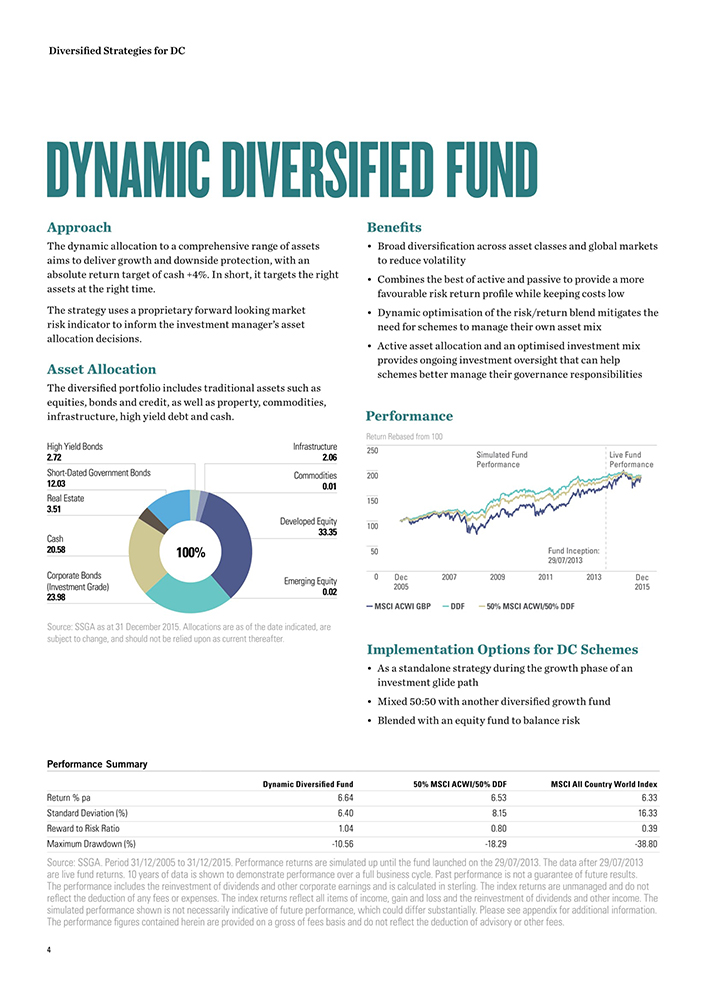 Diversified Strategies for DC
DYNAMIC DIVERSIFIED FUND
Approach
The dynamic allocation to a comprehensive range of assets
aims to deliver growth and downside protection, with an
absolute return target of cash +4%. In short, it targets the right
assets at the right time.
The strategy uses a proprietary forward looking market
risk indicator to inform the investment manager’s asset
allocation decisions.
Asset Allocation
The diversified portfolio includes traditional assets such as
equities, bonds and credit, as well as property, commodities,
infrastructure, high yield debt and cash.
High Yield Bonds
2.72
Short-Dated Government Bonds
12.03
Real Estate
3.51
Cash
20.58
Corporate Bonds
(Investment Grade)
23.98
100%
Infrastructure
2.06
Commodities
0.01
Developed Equity
33.35
Emerging Equity
0.02
Source: SSGA as at 31 December 2015. Allocations are as of the date indicated, are
subject to change, and should not be relied upon as current thereafter.
Benefits
• Broad diversification across asset classes and global markets
to reduce volatility
• Combines the best of active and passive to provide a more
favourable risk return profile while keeping costs low
• Dynamic optimisation of the risk/return blend mitigates the
need for schemes to manage their own asset mix
• Active asset allocation and an optimised investment mix
provides ongoing investment oversight that can help
schemes better manage their governance responsibilities
Performance
Return Rebased from 100
250
200
150
100
50
0
Simulated Fund
Performance
Live Fund
Performance
Fund Inception:
29/07/2013
Dec
2005
2007
2009
2011
2013
Dec
2015
MSCI ACWI GBP DDF 50% MSCI ACWI/50% DDF
Implementation Options for DC Schemes
• As a standalone strategy during the growth phase of an
investment glide path
• Mixed 50:50 with another diversified growth fund
• Blended with an equity fund to balance risk
Performance Summary
Dynamic Diversified Fund 50% MSCI ACWI/50% DDF MSCI All Country World Index
Return % pa 6.64 6.53 6.33
Standard Deviation (%) 6.40 8.15 16.33
Reward to Risk Ratio 1.04 0.80 0.39
Maximum Drawdown (%) -10.56 -18.29 -38.80
Source: SSGA. Period 31/12/2005 to 31/12/2015. Performance returns are simulated up until the fund launched on the 29/07/2013. The data after 29/07/2013
are live fund returns. 10 years of data is shown to demonstrate performance over a full business cycle. Past performance is not a guarantee of future results.
The performance includes the reinvestment of dividends and other corporate earnings and is calculated in sterling. The index returns are unmanaged and do not
reflect the deduction of any fees or expenses. The index returns reflect all items of income, gain and loss and the reinvestment of dividends and other income. The
simulated performance shown is not necessarily indicative of future performance, which could differ substantially. Please see appendix for additional information.
The performance figures contained herein are provided on a gross of fees basis and do not reflect the deduction of advisory or other fees.
4